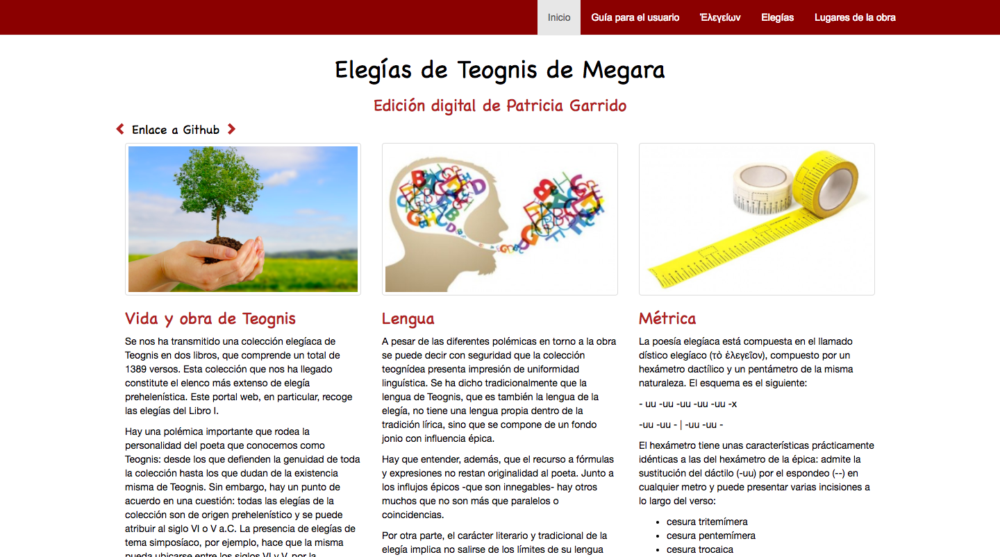 Inicio Guía para el usuario Ἐλεγείων Elegías Lugares de la obra
Elegías de Teognis de Megara
Edición digital de Patricia Garrido
Enlace a Github
Vida y obra de Teognis
Se nos ha transmitido una colección elegíaca de
Teognis en dos libros, que comprende un total de
1389 versos. Esta colección que nos ha llegado
constitute el elenco más extenso de elegía
prehelenística. Este portal web, en particular, recoge
las elegías del Libro I.
Hay una polémica importante que rodea la
personalidad del poeta que conocemos como
Teognis: desde los que defienden la genuidad de toda
la colección hasta los que dudan de la existencia
misma de Teognis. Sin embargo, hay un punto de
acuerdo en una cuestión: todas las elegías de la
colección son de origen prehelenístico y se puede
atribuir al siglo VI o V a.C. La presencia de elegías de
tema simposíaco, por ejemplo, hace que la misma
pueda ubicarse entre los siglos VI y V, por la
Lengua
A pesar de las diferentes polémicas en torno a la obra
se puede decir con seguridad que la colección
teognídea presenta impresión de uniformidad
linguística. Se ha dicho tradicionalmente que la
lengua de Teognis, que es también la lengua de la
elegía, no tiene una lengua propia dentro de la
tradición lírica, sino que se compone de un fondo
jonio con influencia épica.
Hay que entender, además, que el recurso a fórmulas
y expresiones no restan originalidad al poeta. Junto a
los influjos épicos -que son innegables- hay otros
muchos que no son más que paralelos o
coincidencias.
Por otra parte, el carácter literario y tradicional de la
elegía implica no salirse de los límites de su lengua
Métrica
La poesía elegíaca está compuesta en el llamado
dístico elegíaco (τὸ ἐλεγεῖον), compuesto por un
hexámetro dactílico y un pentámetro de la misma
naturaleza. El esquema es el siguiente:
- uu -uu -uu -uu -uu -x
-uu -uu - | -uu -uu -
El hexámetro tiene unas características prácticamente
idénticas a las del hexámetro de la épica: admite la
sustitución del dáctilo (-uu) por el espondeo (--) en
cualquier metro y puede presentar varias incisiones a
lo largo del verso:
• cesura tritemímera
• cesura pentemímera
• cesura trocaica